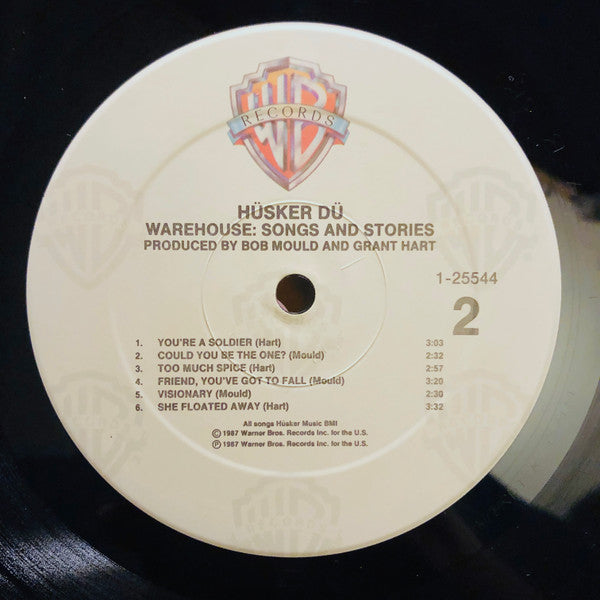 WB
RECORDS
HÜSKER DÜ
WAREHOUSE: SONGS AND STORIES
PRODUCED BY BOB MOULD AND GRANT HART
1-25544
2
1. YOU'RE A SOLDIER (Hart) 3:03
2. COULD YOU BE THE ONE? (Mould) 2:32
3. TOO MUCH SPICE (Hart) 2:57
4. FRIEND, YOU'VE GOT TO FALL (Mould) 3:20
5. VISIONARY (Mould) 2:30
6. SHE FLOATED AWAY (Hart) 3:32
All songs Hüsker Music BMI
© 1987 Warner Bros. Records Inc. for the U.S.
℗ 1987 Warner Bros. Records Inc. for the U.S.